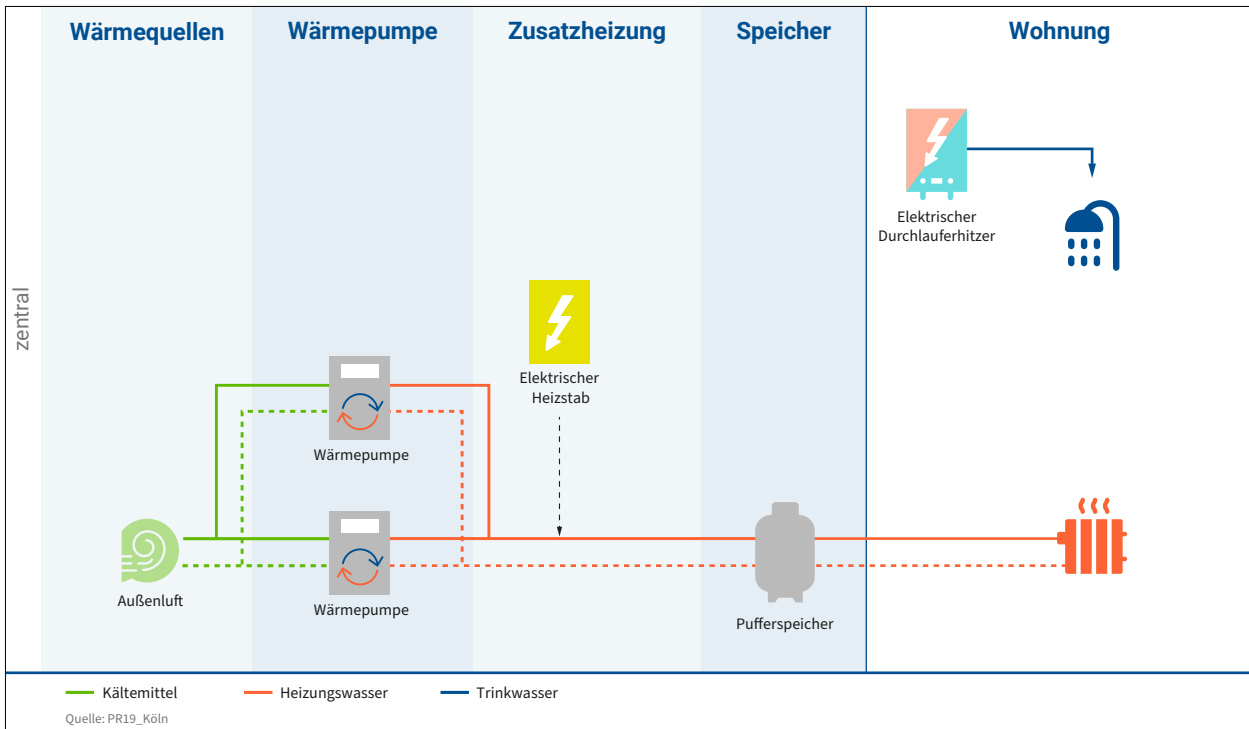 Wärmequellen
Wärmepumpe
Zusatzheizung
Speicher
Wohnung
zentral
Elektrischer
Durchlauferhitzer
Elektrischer
Heizstab
Wärmepumpe
Außenluft
Wärmepumpe
Pufferspeicher
Kältemittel
Heizungswasser
Trinkwasser
Quelle: PR19_Köln